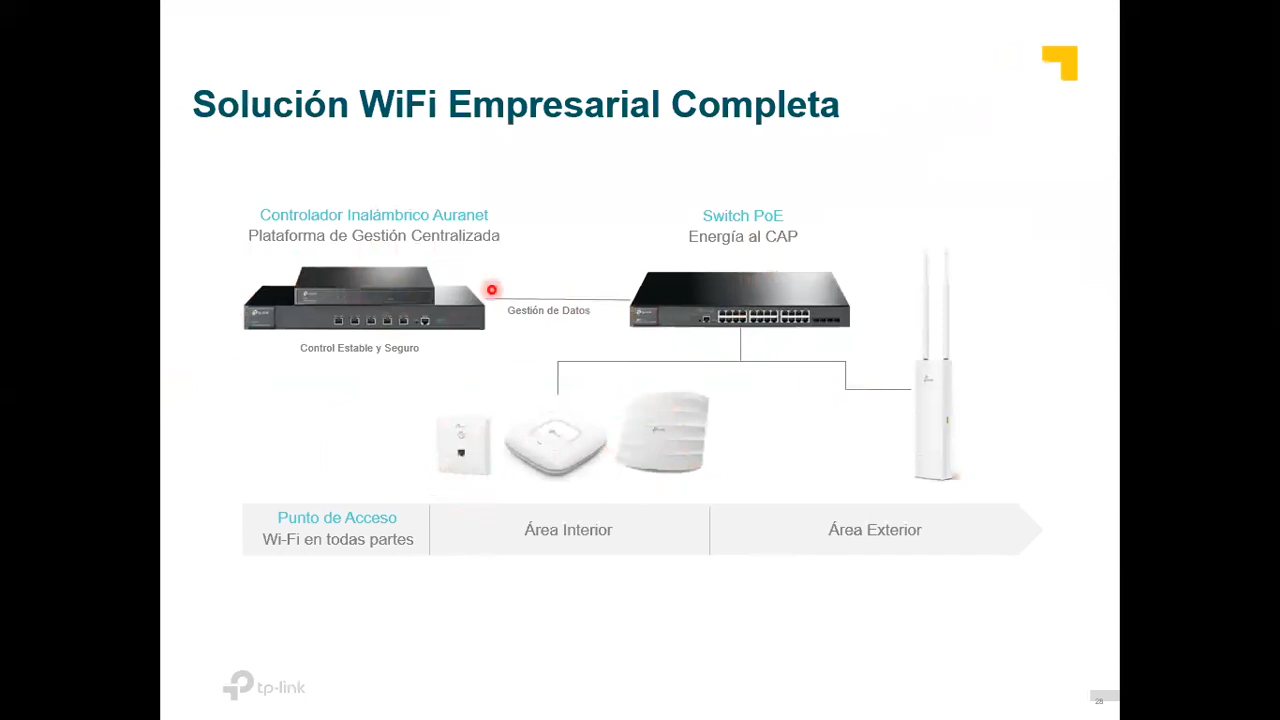 Solución WiFi Empresarial Completa
Controlador Inalámbrico Auranet
Plataforma de Gestión Centralizada
Switch PoE
Energía al CAP
Gestión de Datos
Control Estable y Seguro
Punto de Acceso
Wi-Fi en todas partes
Área Interior
Área Exterior
tp-link
28